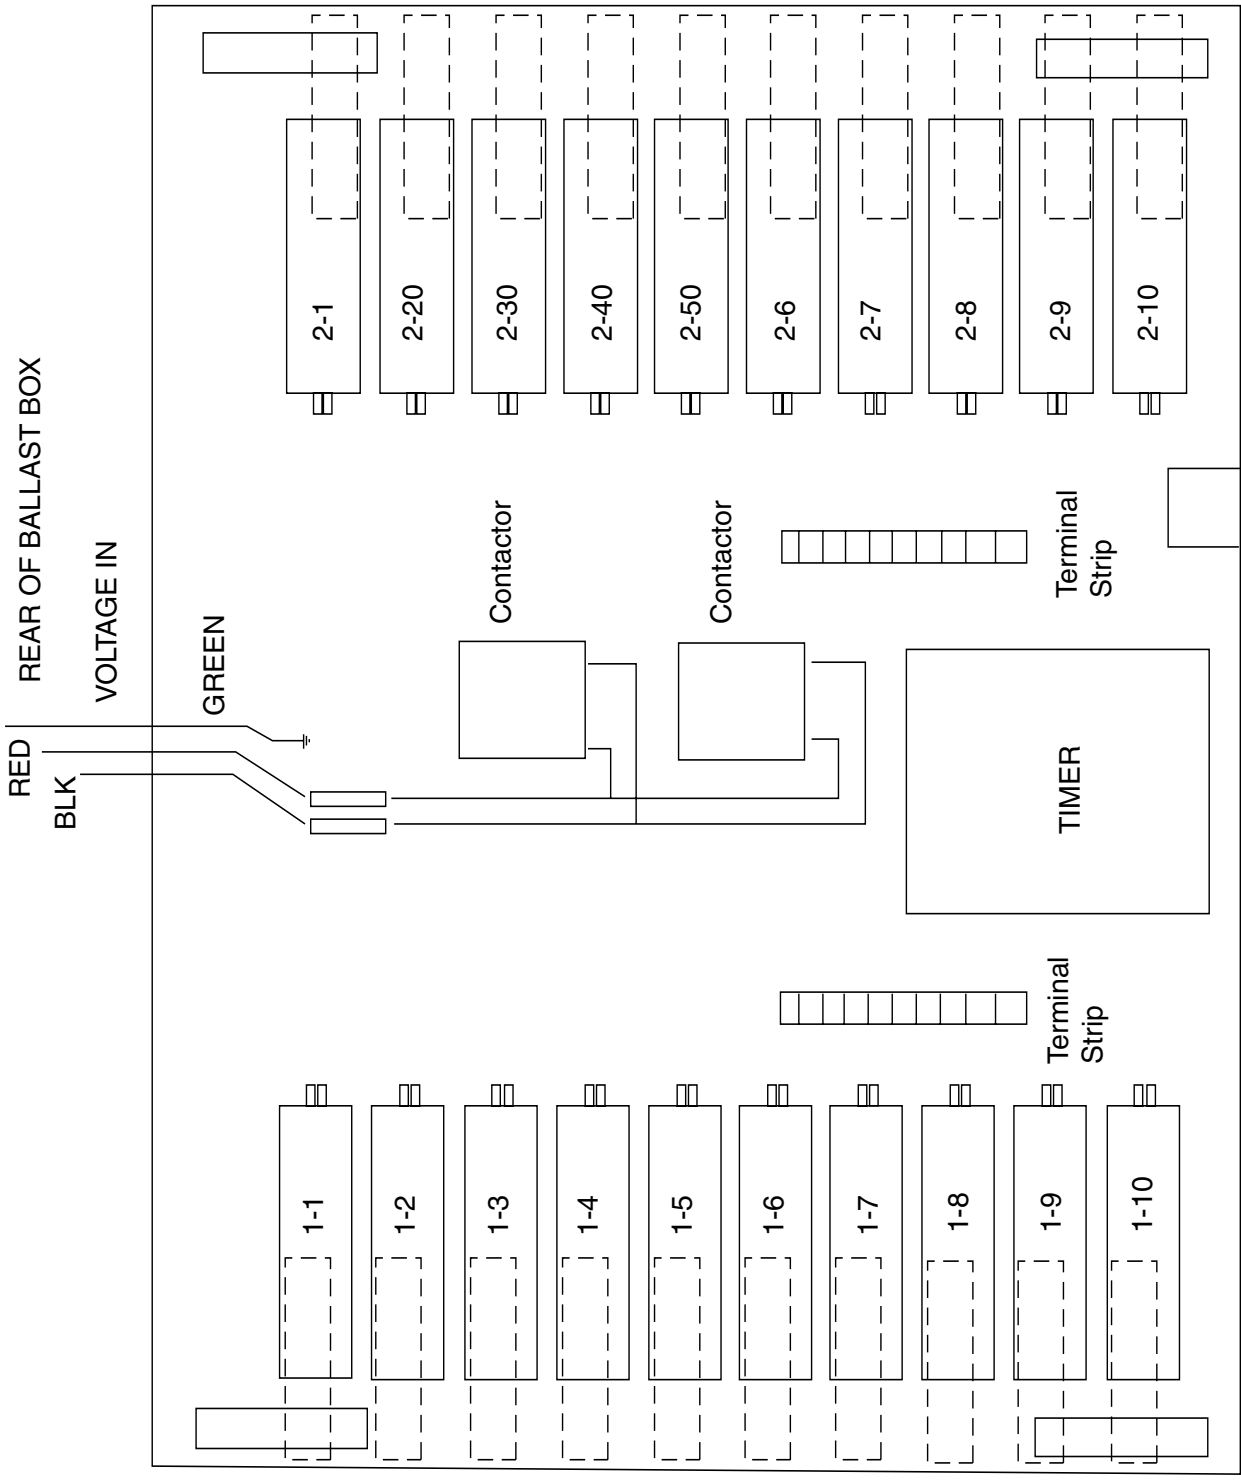 REAR OF BALLAST BOX
VOLTAGE IN
RED
BLK
GREEN
1-1
2-1
1-2
2-20
1-3
Contactor
2-30
1-4
2-40
1-5
2-50
1-6
Contactor
2-6
1-7
2-7
1-8
2-8
1-9
Terminal
Strip
TIMER
Terminal
Strip
2-9
1-10
2-10